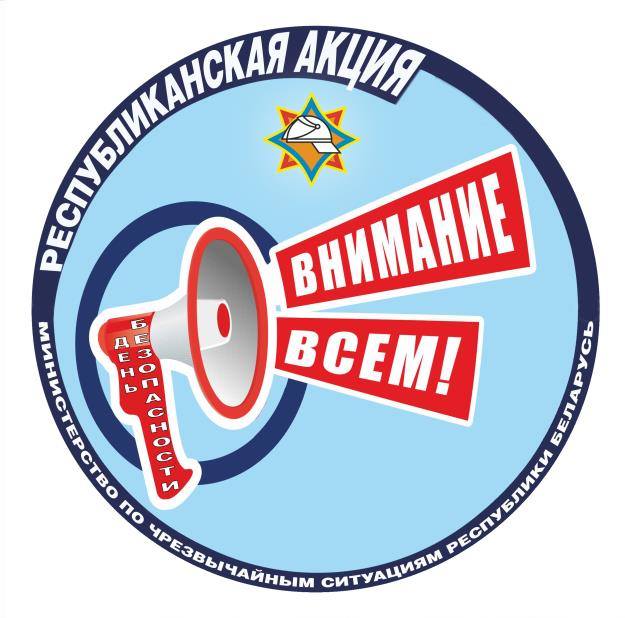 РЕСПУБЛИКАНСКАЯ АКЦИЯ
ВНИМАНИЕ
ВСЕМ!
ДЕНЬ
БЕЗОПАСНОСТИ
МИНИСТЕРСТВО ПО ЧРЕЗВЫЧАЙНЫМ СИТУАЦИЯМ РЕСПУБЛИКИ БЕЛАРУСЬ